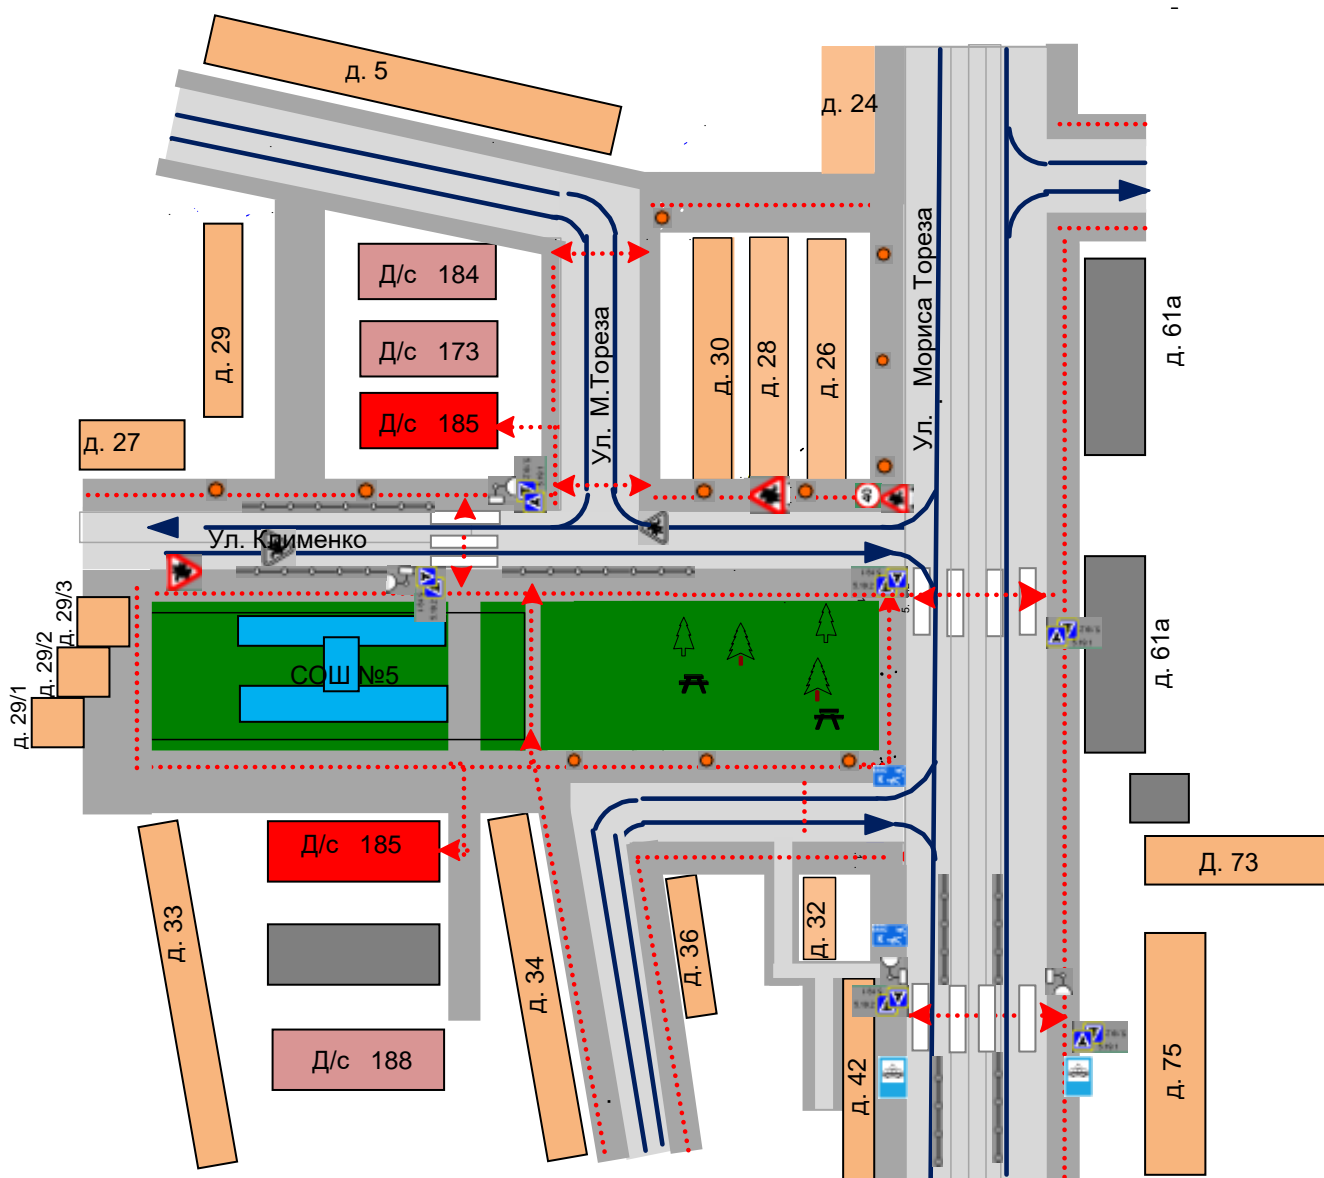 д. 5
д. 24
Д/с 184
Д/с 173
Д/с 185
д. 29
д. 27
Ул. М.Тореза
д. 30
д. 28
д. 26
Ул. Мориса Тореза
д. 61а
40
Ул. Клименко
д. 29/3
д. 29/2
д. 29/1
СОШ №5
д. 61а
Д/с 185
д. 33
д. 34
д. 36
д. 32
Д. 73
Д/с 188
д. 42
д. 75